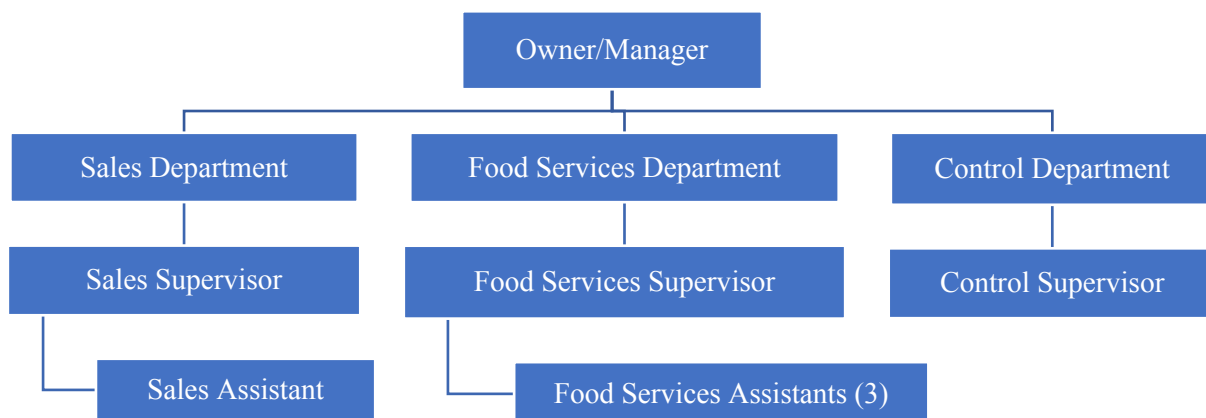 Owner/Manager
Sales Department
Food Services Department
Control Department
Sales Supervisor
Food Services Supervisor
Control Supervisor
Sales Assistant
Food Services Assistants (3)